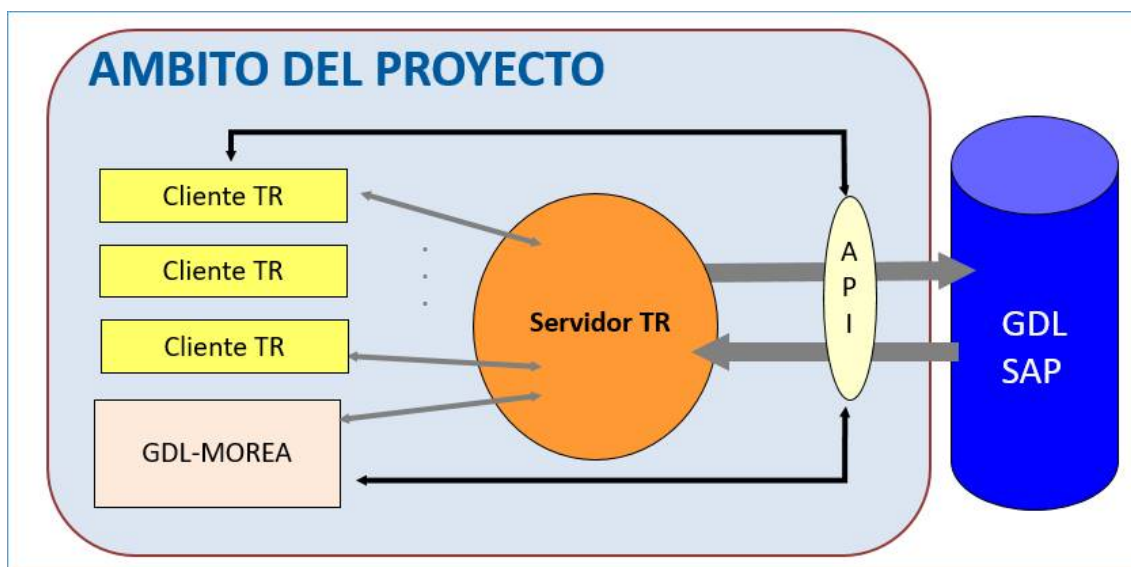 AMBITO DEL PROYECTO
Cliente TR
Cliente TR
Cliente TR
GDL-MOREA
Servidor TR
A
P
I
GDL
SAP